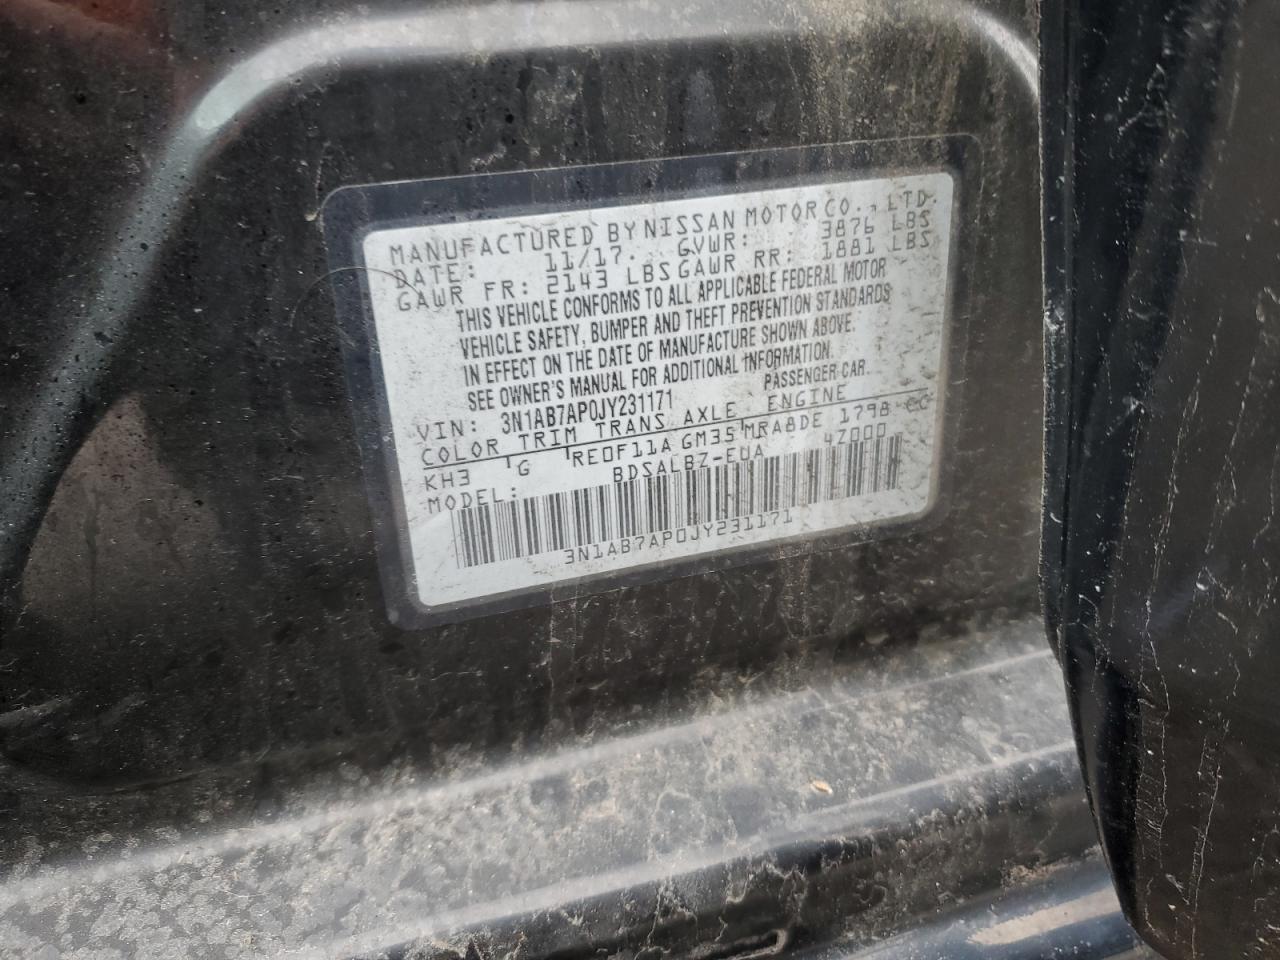 MANUFACTURED BY NISSAN MOTOR CO., LTD.
DATE: 11/17. GVWR: 3876 LBS
GAWR FR: 2143 LBS GAWR RR: 1881 LBS
THIS VEHICLE CONFORMS TO ALL APPLICABLE FEDERAL MOTOR
VEHICLE SAFETY, BUMPER AND THEFT PREVENTION STANDARDS
IN EFFECT ON THE DATE OF MANUFACTURE SHOWN ABOVE.
SEE OWNER'S MANUAL FOR ADDITIONAL INFORMATION.
VIN: 3N1AB7AP0JY231171 PASSENGER CAR.
COLOR TRIM TRANS AXLE ENGINE
KH3 G RE0F11A GM35 MRA8DE 1798 CC
MODEL: BDSALBZ-EUA 47000
3N1AB7AP0JY231171